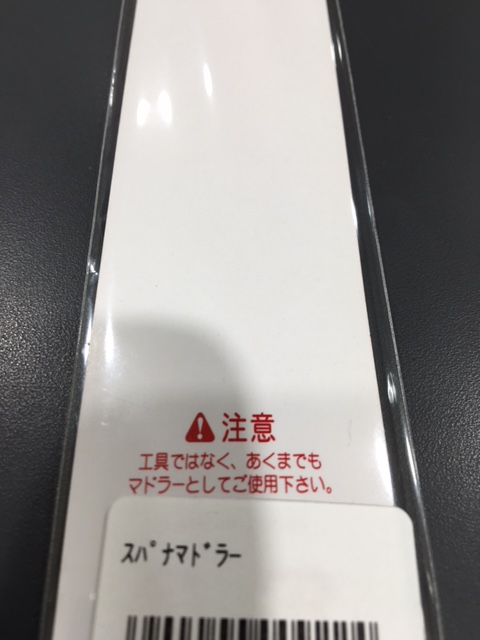 注意
工具ではなく、あくまでも
マドラーとしてご使用下さい。
ｽﾊﾟﾅﾏﾄﾞﾗｰ